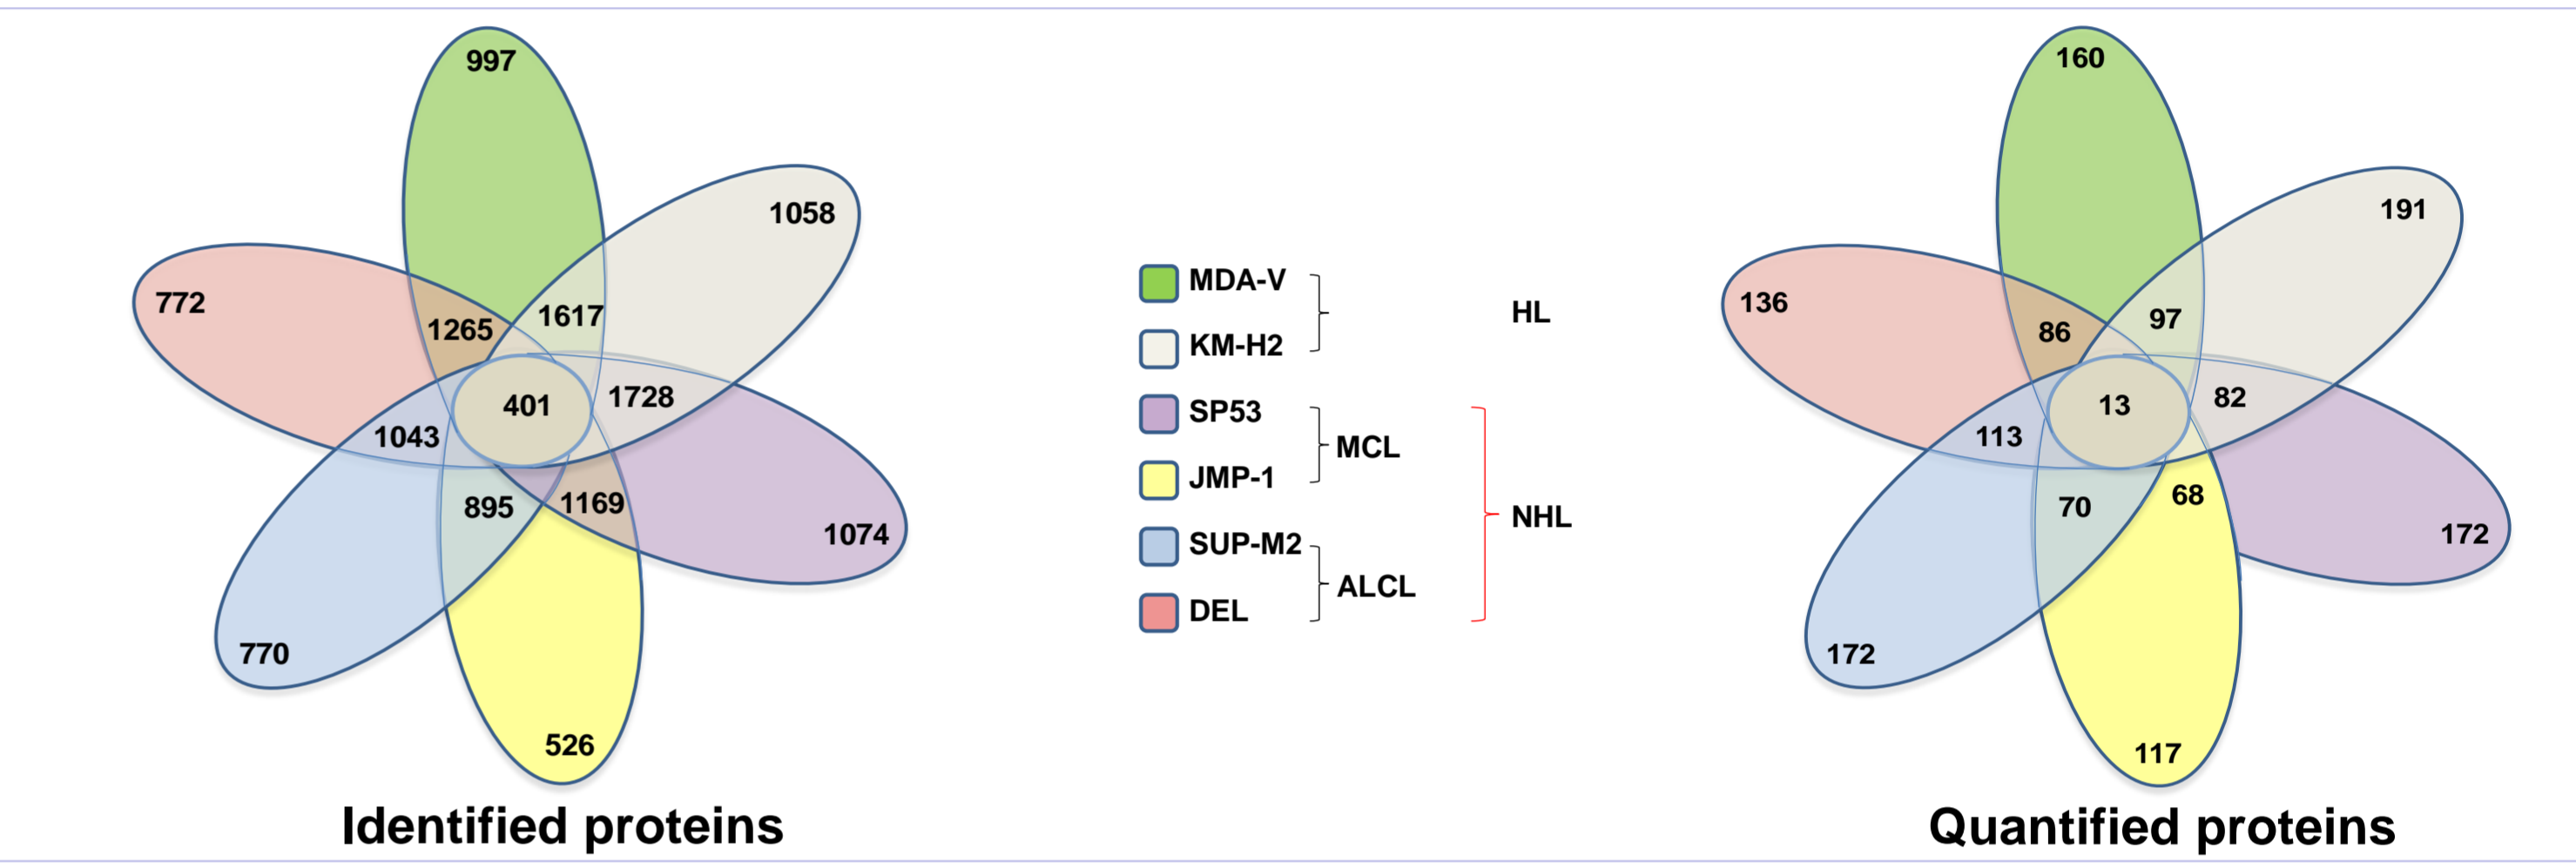 997
1058
772
1265
1617
401
1728
1043
895
1169
1074
770
526
Identified proteins
MDA-V
KM-H2
SP53
JMP-1
SUP-M2
DEL
HL
MCL
ALCL
NHL
160
191
136
86
97
13
82
113
70
68
172
172
117
Quantified proteins